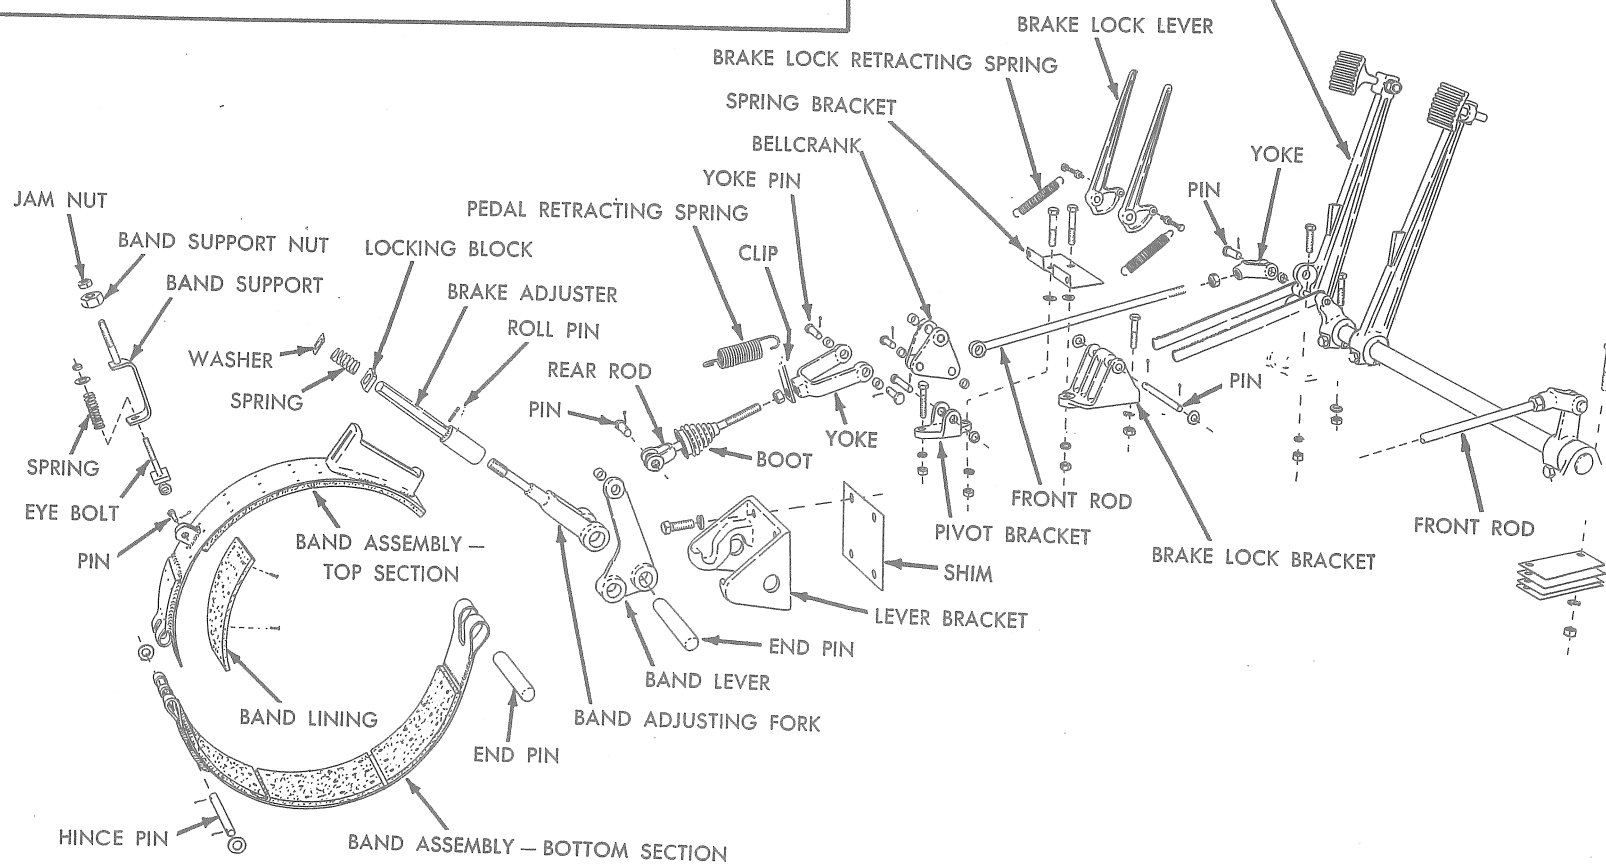 BRAKE LOCK LEVER
BRAKE LOCK RETRACTING SPRING
SPRING BRACKET
BELLCRANK
YOKE
YOKE PIN
PIN
JAM NUT
PEDAL RETRACTING SPRING
BAND SUPPORT NUT
LOCKING BLOCK
CLIP
BAND SUPPORT
BRAKE ADJUSTER
ROLL PIN
WASHER
REAR ROD
PIN
SPRING
PIN
YOKE
BOOT
SPRING
FRONT ROD
EYE BOLT
FRONT ROD
PIVOT BRACKET
BAND ASSEMBLY —
TOP SECTION
PIN
BRAKE LOCK BRACKET
SHIM
LEVER BRACKET
END PIN
BAND LEVER
BAND LINING
BAND ADJUSTING FORK
END PIN
HINCE PIN
BAND ASSEMBLY — BOTTOM SECTION